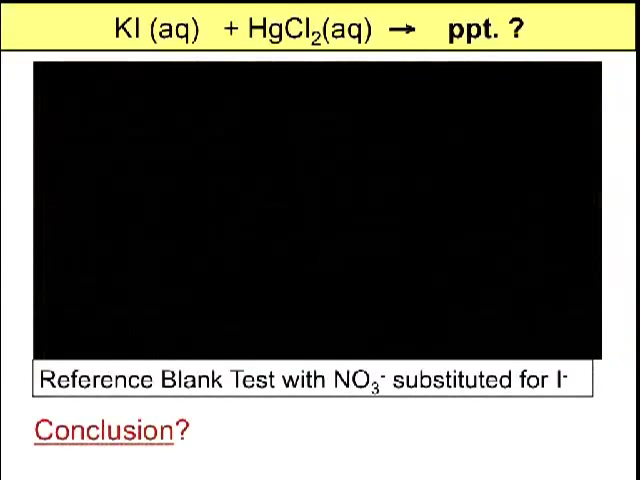 KI (aq) + HgCl₂(aq) → ppt. ?
Reference Blank Test with NO₃⁻ substituted for I⁻
Conclusion?